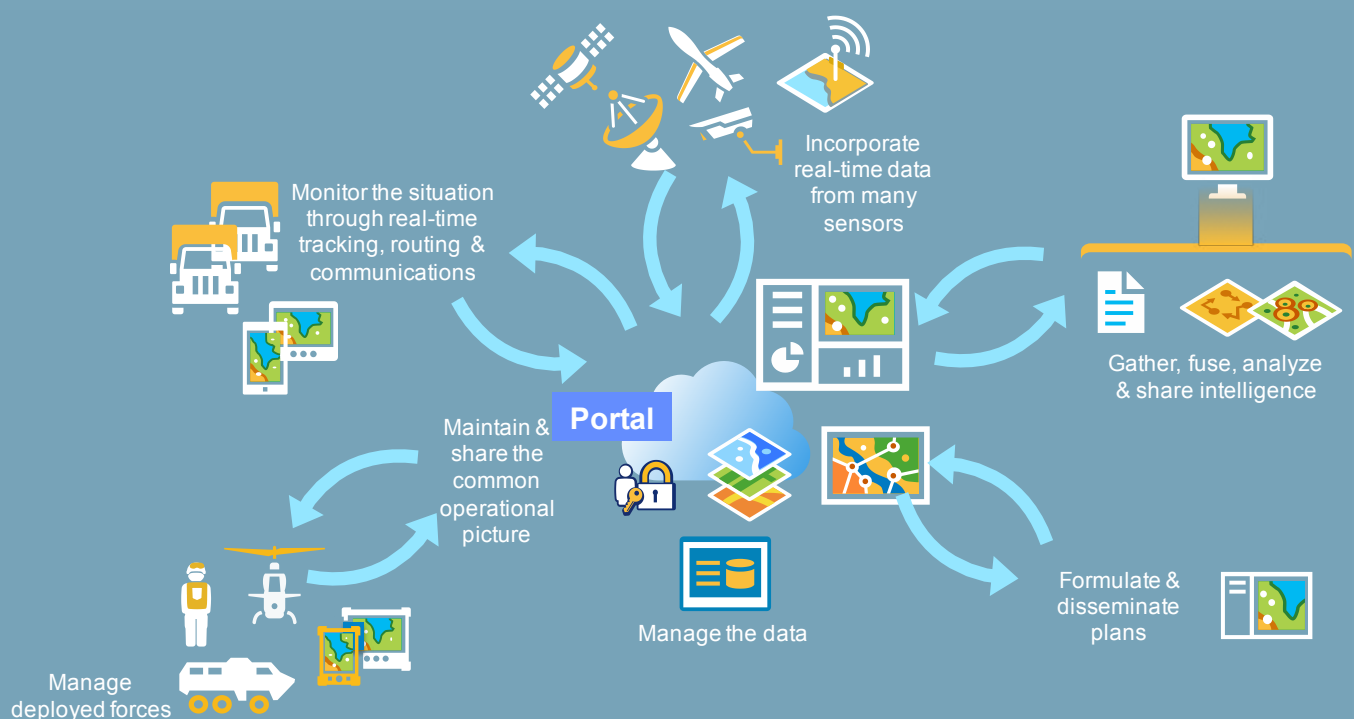 Incorporate
real-time data
from many
sensors
Monitor the situation
through real-time
tracking, routing &
communications
Gather, fuse, analyze
& share intelligence
Portal
Maintain &
share the
common
operational
picture
Formulate &
disseminate
plans
Manage the data
Manage
deployed forces